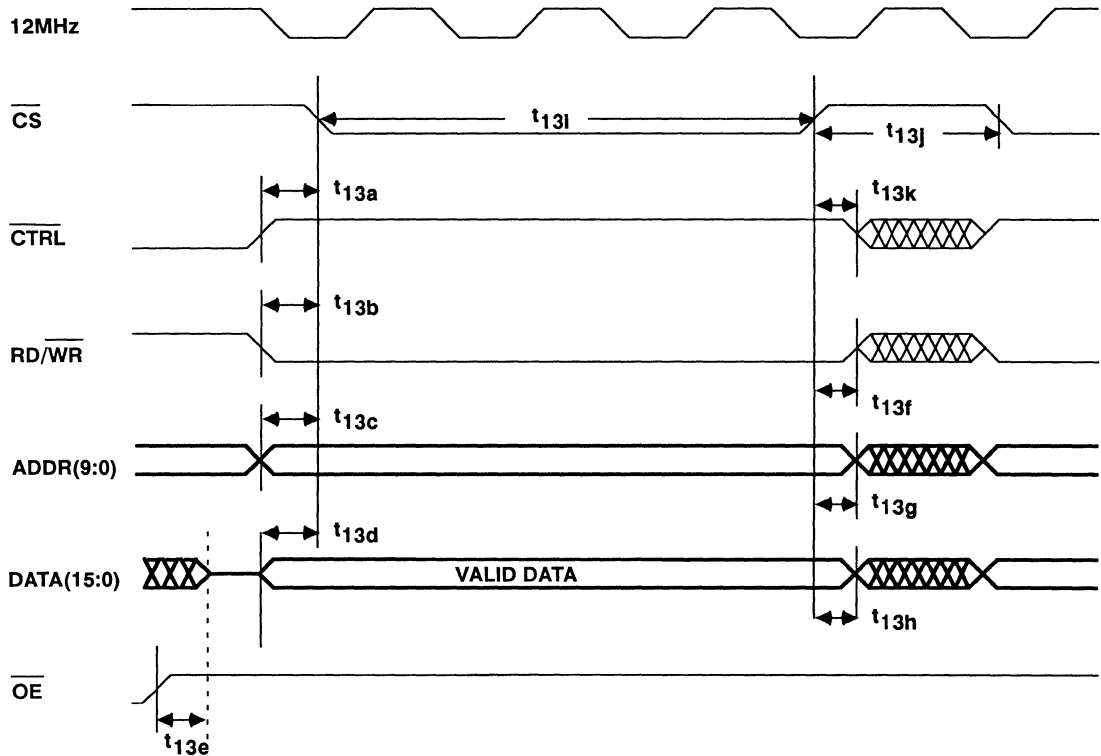 12MHz
CS
t13i
t13j
t13a
t13k
CTRL
t13b
RD/WR
t13f
t13c
ADDR(9:0)
t13g
t13d
DATA(15:0)
VALID DATA
t13h
OE
t13e